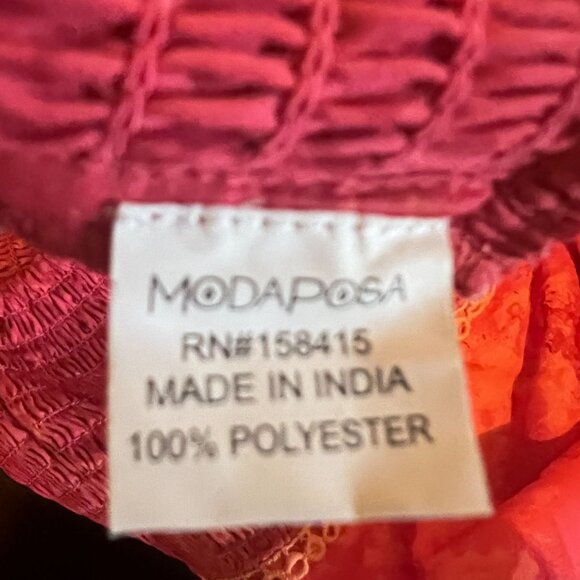 MODAPOSA
RN#158415
MADE IN INDIA
100% POLYESTER